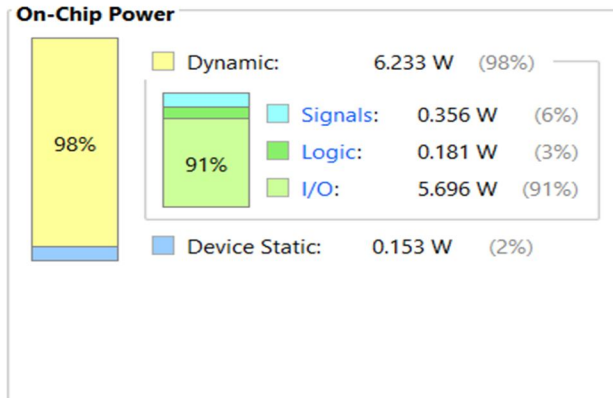 On-Chip Power
Dynamic: 6.233 W (98%)
98%
91%
Signals: 0.356 W (6%)
Logic: 0.181 W (3%)
I/O: 5.696 W (91%)
Device Static: 0.153 W (2%)